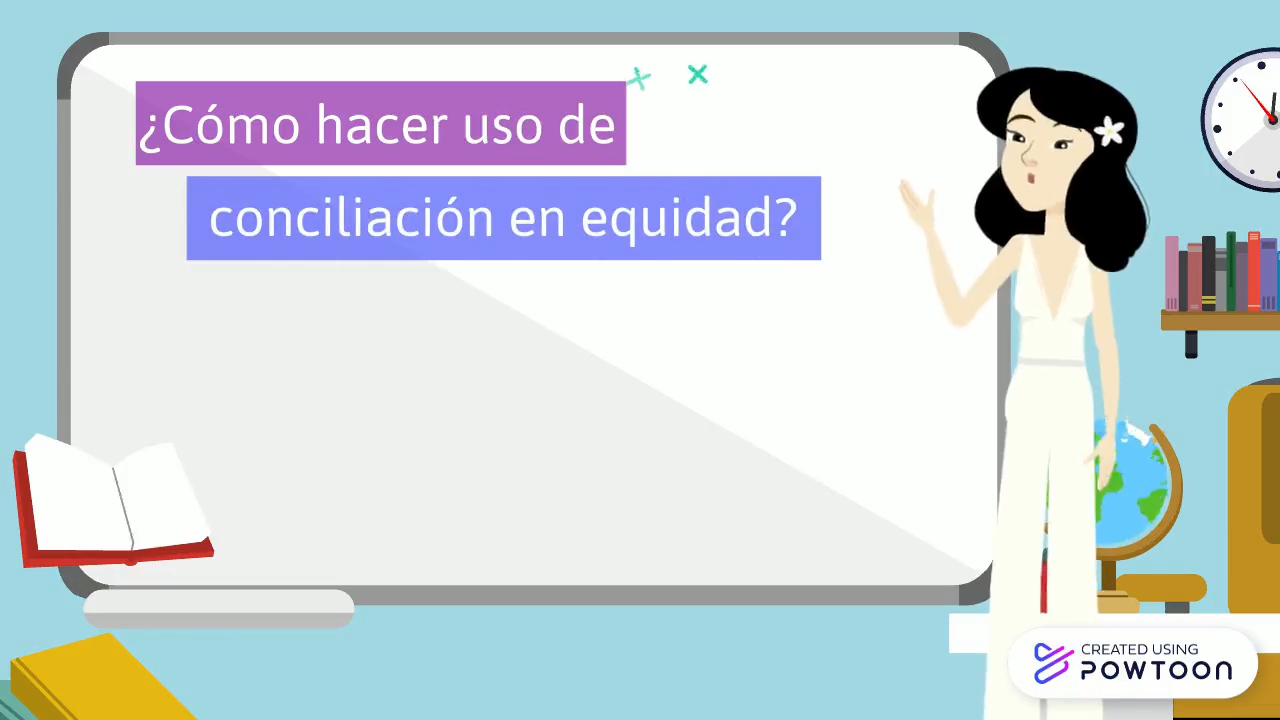 ¿Cómo hacer uso de
conciliación en equidad?
CREATED USING
POWTOON